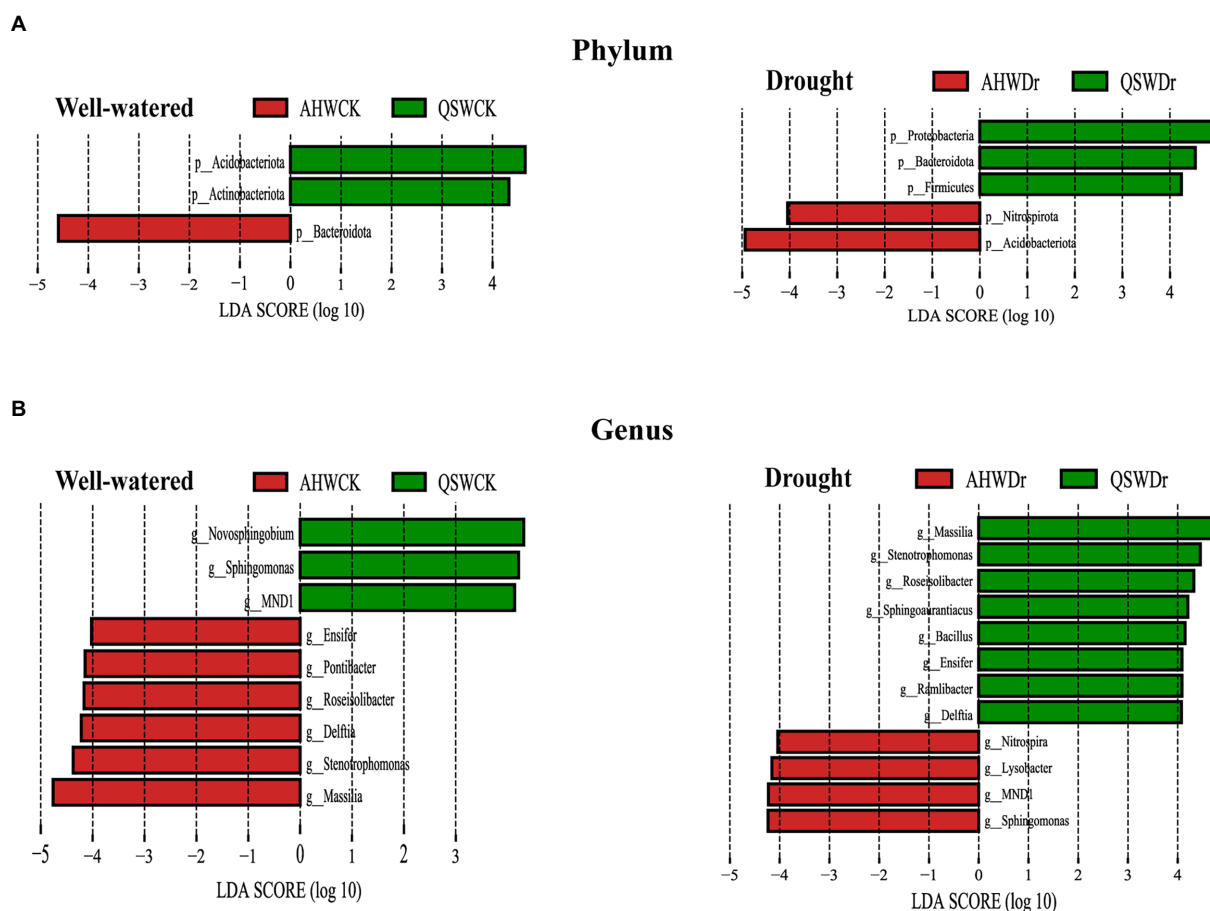 A
Phylum
Well-watered AHWCK QSWCK
p__Acidobacteriota
p__Actinobacteriota
p__Bacteroidota
−5 −4 −3 −2 −1 0 1 2 3 4
LDA SCORE (log 10)
Drought AHWDr QSWDr
p__Proteobacteria
p__Bacteroidota
p__Firmicutes
p__Nitrospirota
p__Acidobacteriota
−5 −4 −3 −2 −1 0 1 2 3 4
LDA SCORE (log 10)
B
Genus
Well-watered AHWCK QSWCK
g__Novosphingobium
g__Sphingomonas
g__MND1
g__Ensifer
g__Pontibacter
g__Roseisolibacter
g__Delftia
g__Stenotrophomonas
g__Massilia
−5 −4 −3 −2 −1 0 1 2 3
LDA SCORE (log 10)
Drought AHWDr QSWDr
g__Massilia
g__Stenotrophomonas
g__Roseisolibacter
g__Sphingoaurantiacus
g__Bacillus
g__Ensifer
g__Ramlibacter
g__Delftia
g__Nitrospira
g__Lysobacter
g__MND1
g__Sphingomonas
−5 −4 −3 −2 −1 0 1 2 3 4
LDA SCORE (log 10)